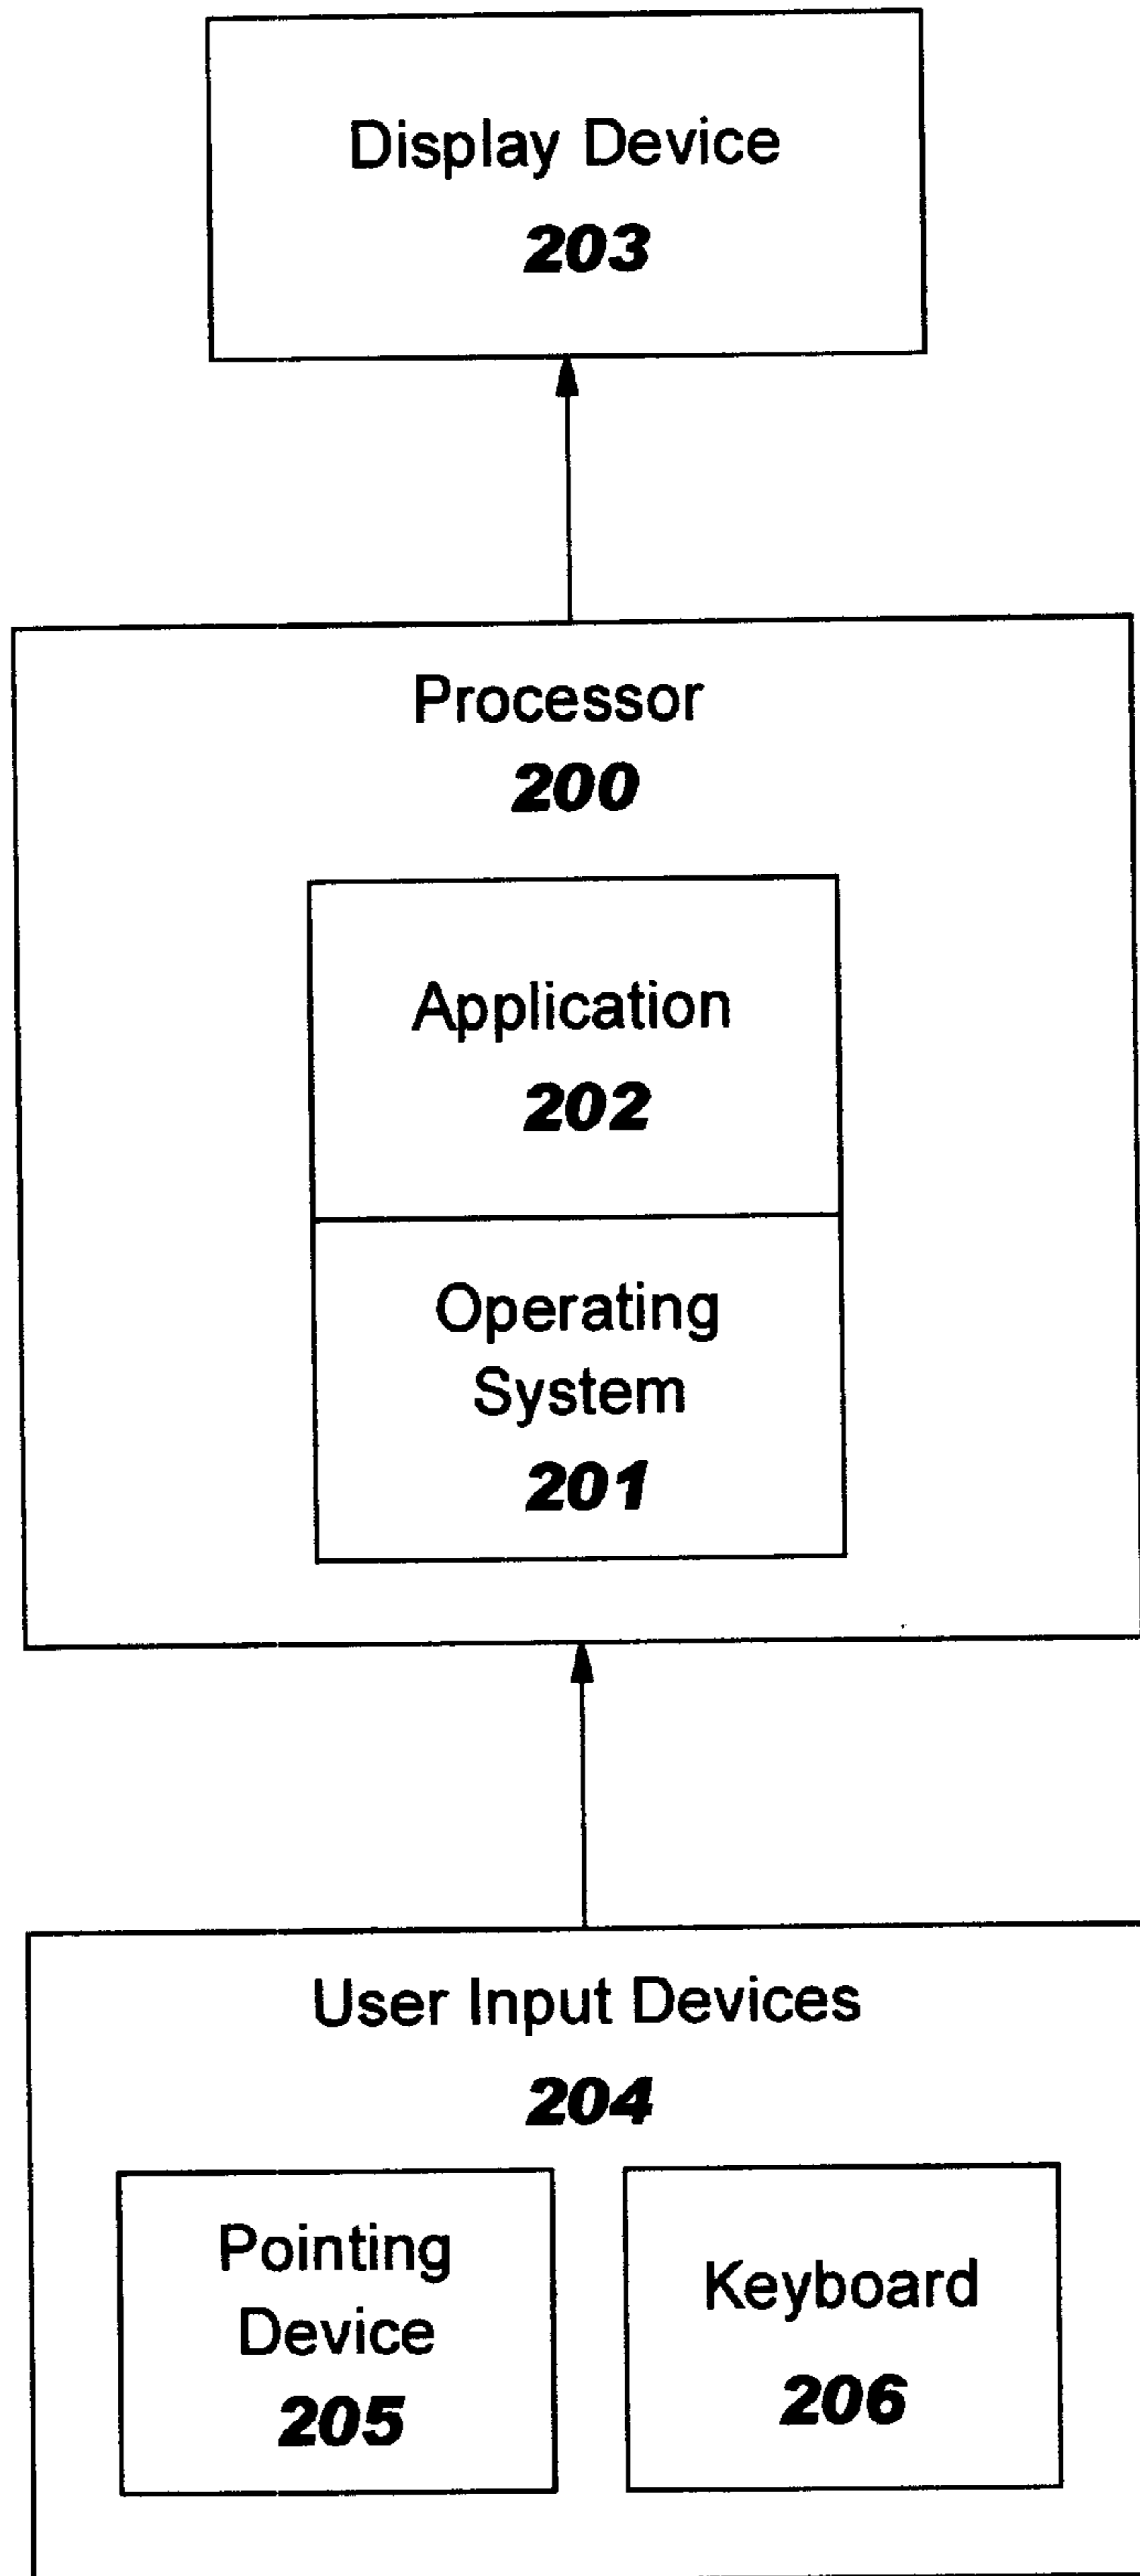 Display Device
203
Processor
200
Application
202
Operating
System
201
User Input Devices
204
Pointing
Device
205
Keyboard
206